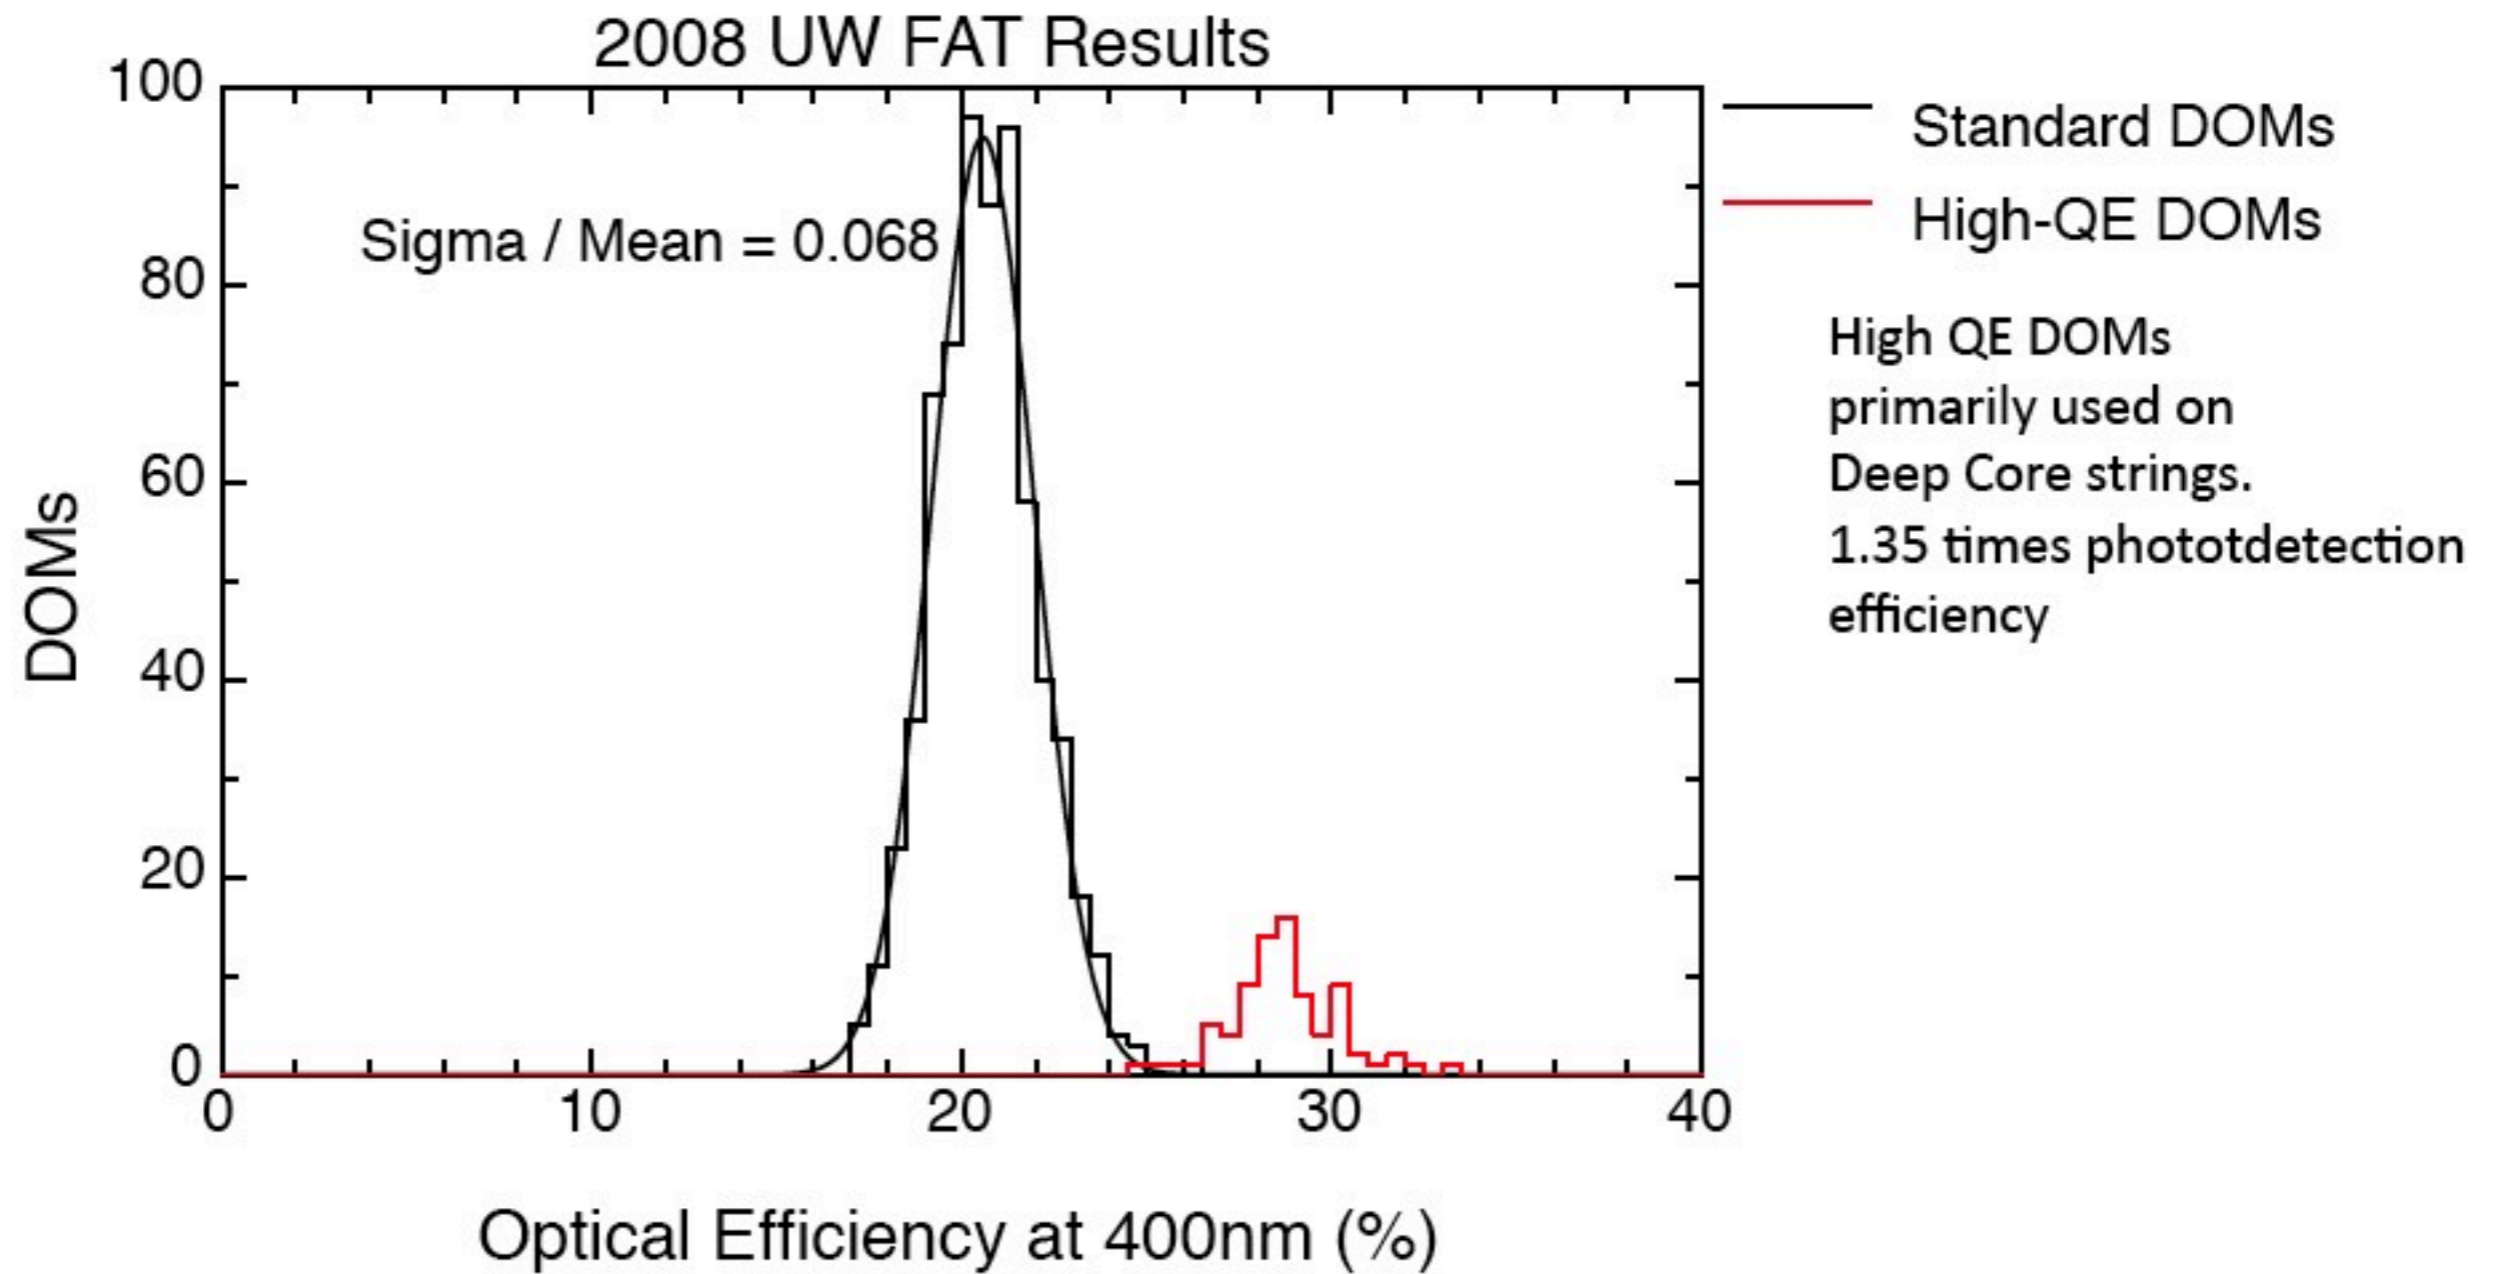 2008 UW FAT Results
100
80
60
40
20
0
DOMs
Sigma / Mean = 0.068
0 10 20 30 40
Optical Efficiency at 400nm (%)
Standard DOMs
High-QE DOMs
High QE DOMs
primarily used on
Deep Core strings.
1.35 times phototdetection
efficiency